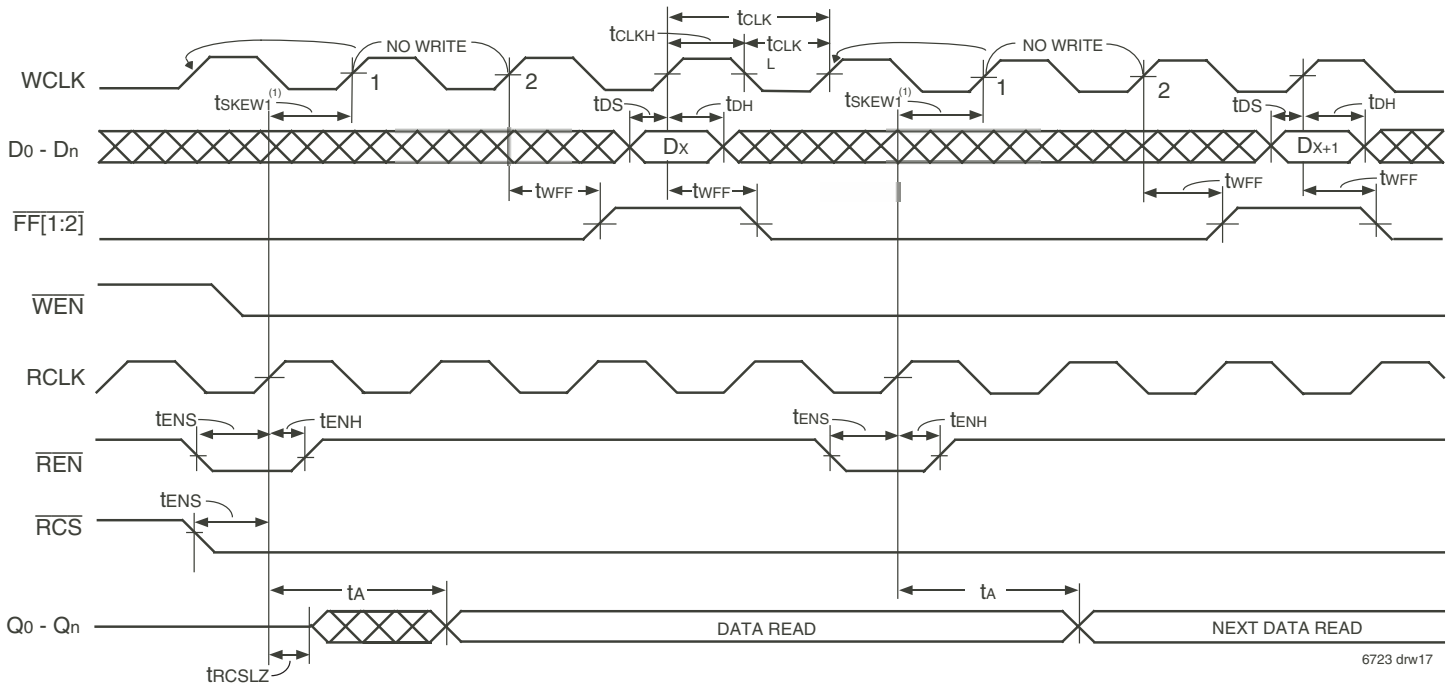 tCLK
tCLKH
tCLK
L
NO WRITE
NO WRITE
WCLK
1
2
1
2
tSKEW1(1)
tDS
tDH
tSKEW1(1)
tDS
tDH
D0 - Dn
DX
DX+1
tWFF
tWFF
tWFF
tWFF
FF[1:2]
WEN
RCLK
tENS
tENH
tENS
tENH
REN
tENS
RCS
tA
tA
Q0 - Qn
DATA READ
NEXT DATA READ
tRCSLZ
6723 drw17